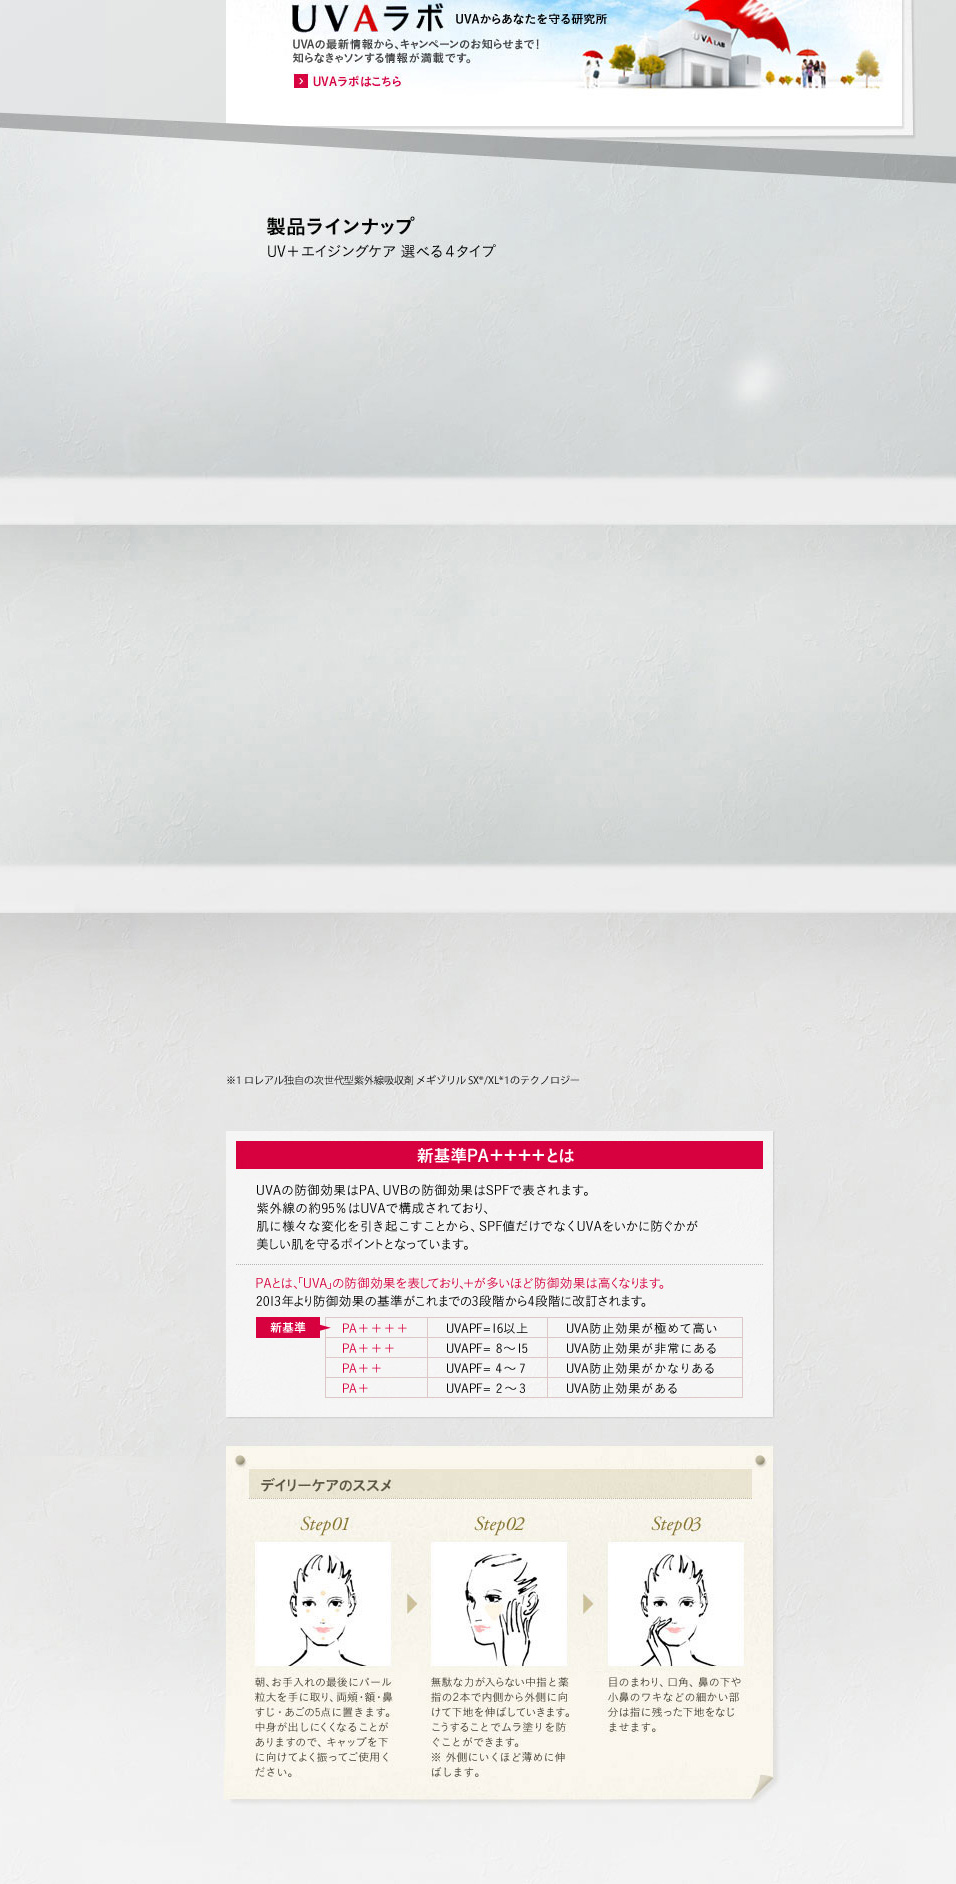 UVAラボ UVAからあなたを守る研究所
UVAの最新情報から、キャンペーンのお知らせまで!
知らなきゃソンする情報が満載です。
UVAラボはこちら
UVA LAB
製品ラインナップ
UV＋エイジングケア 選べる4タイプ
※1 ロレアル独自の次世代型紫外線吸収剤 メギゾリル SX*/XL*1のテクノロジー
新基準PA++++とは
UVAの防御効果はPA、UVBの防御効果はSPFで表されます。
紫外線の約95％はUVAで構成されており、
肌に様々な変化を引き起こすことから、SPF値だけでなくUVAをいかに防ぐかが
美しい肌を守るポイントとなっています。
PAとは、「UVA」の防御効果を表しており、+が多いほど防御効果は高くなります。
2013年より防御効果の基準がこれまでの3段階から4段階に改訂されます。
新基準 PA++++ UVAPF=16以上 UVA防止効果が極めて高い
PA+++ UVAPF= 8〜15 UVA防止効果が非常にある
PA++ UVAPF= 4〜7 UVA防止効果がかなりある
PA+ UVAPF= 2〜3 UVA防止効果がある
デイリーケアのススメ
Step01
朝、お手入れの最後にパール
粒大を手に取り、両頬・額・鼻
すじ・あごの5点に置きます。
中身が出しにくくなることが
ありますので、キャップを下
に向けてよく振ってご使用く
ださい。
Step02
無駄な力が入らない中指と薬
指の2本で内側から外側に向
けて下地を伸ばしていきます。
こうすることでムラ塗りを防
ぐことができます。
※ 外側にいくほど薄めに伸
ばします。
Step03
目のまわり、口角、鼻の下や
小鼻のワキなどの細かい部
分は指に残った下地をなじ
ませます。